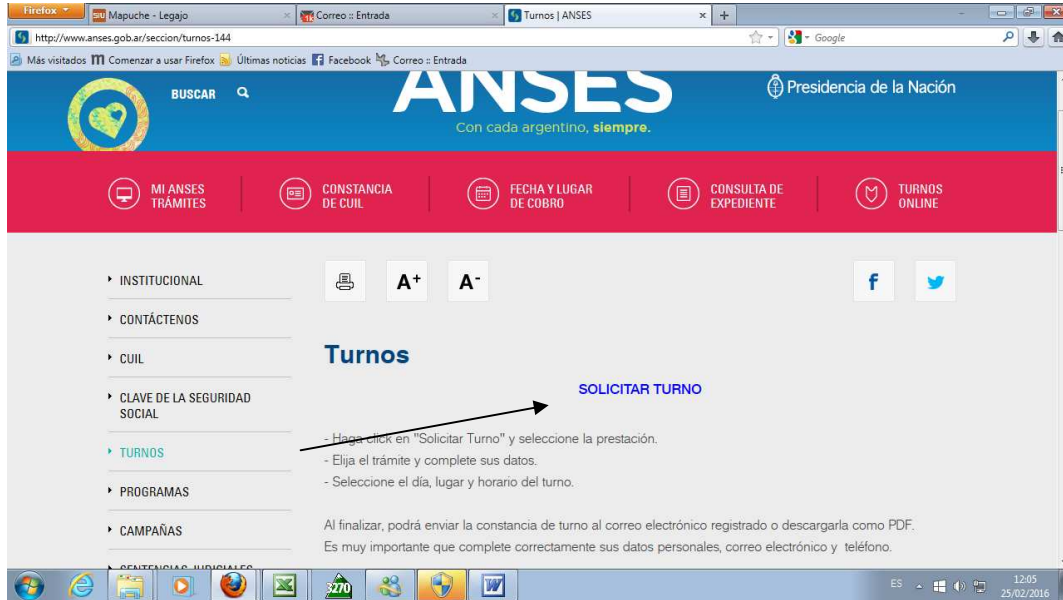 Firefox
Mapuche - Legajo
Correo :: Entrada
Turnos | ANSES
http://www.anses.gob.ar/seccion/turnos-144
Google
Más visitados
Comenzar a usar Firefox
Últimas noticias
Facebook
Correo :: Entrada
BUSCAR
ANSES
Presidencia de la Nación
Con cada argentino, siempre.
MI ANSES
TRÁMITES
CONSTANCIA
DE CUIL
FECHA Y LUGAR
DE COBRO
CONSULTA DE
EXPEDIENTE
TURNOS
ONLINE
INSTITUCIONAL
A+
A-
f
CONTÁCTENOS
CUIL
CLAVE DE LA SEGURIDAD
SOCIAL
TURNOS
PROGRAMAS
CAMPAÑAS
SENTENCIAS JUDICIALES
Turnos
SOLICITAR TURNO
- Haga click en "Solicitar Turno" y seleccione la prestación.
- Elija el trámite y complete sus datos.
- Seleccione el día, lugar y horario del turno.
Al finalizar, podrá enviar la constancia de turno al correo electrónico registrado o descargarla como PDF.
Es muy importante que complete correctamente sus datos personales, correo electrónico y teléfono.
3270
ES
12:05
25/02/2016